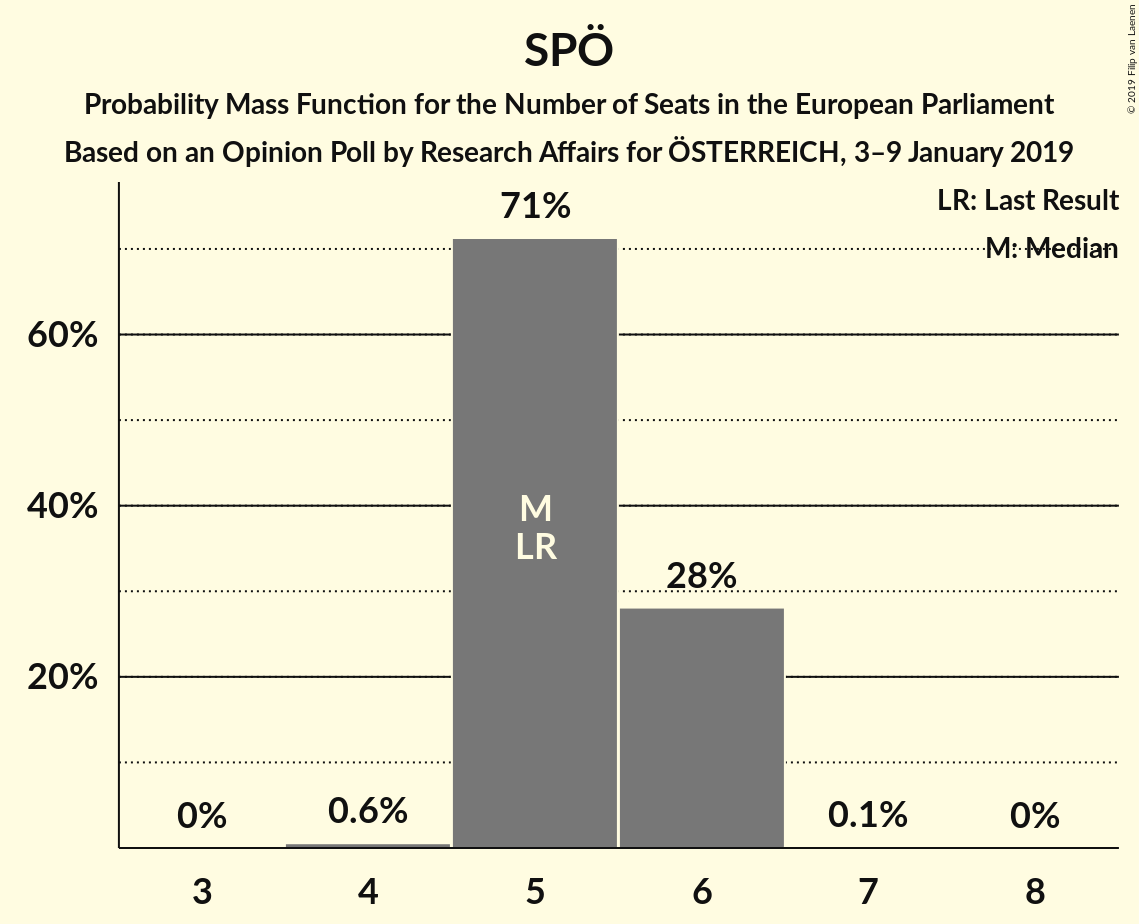 SPÖ
Probability Mass Function for the Number of Seats in the European Parliament
Based on an Opinion Poll by Research Affairs for ÖSTERREICH, 3–9 January 2019
© 2019 Filip van Laenen
LR: Last Result
M: Median
71%
60%
40%
M
LR
28%
20%
0%
0.6%
0.1%
0%
3
4
5
6
7
8